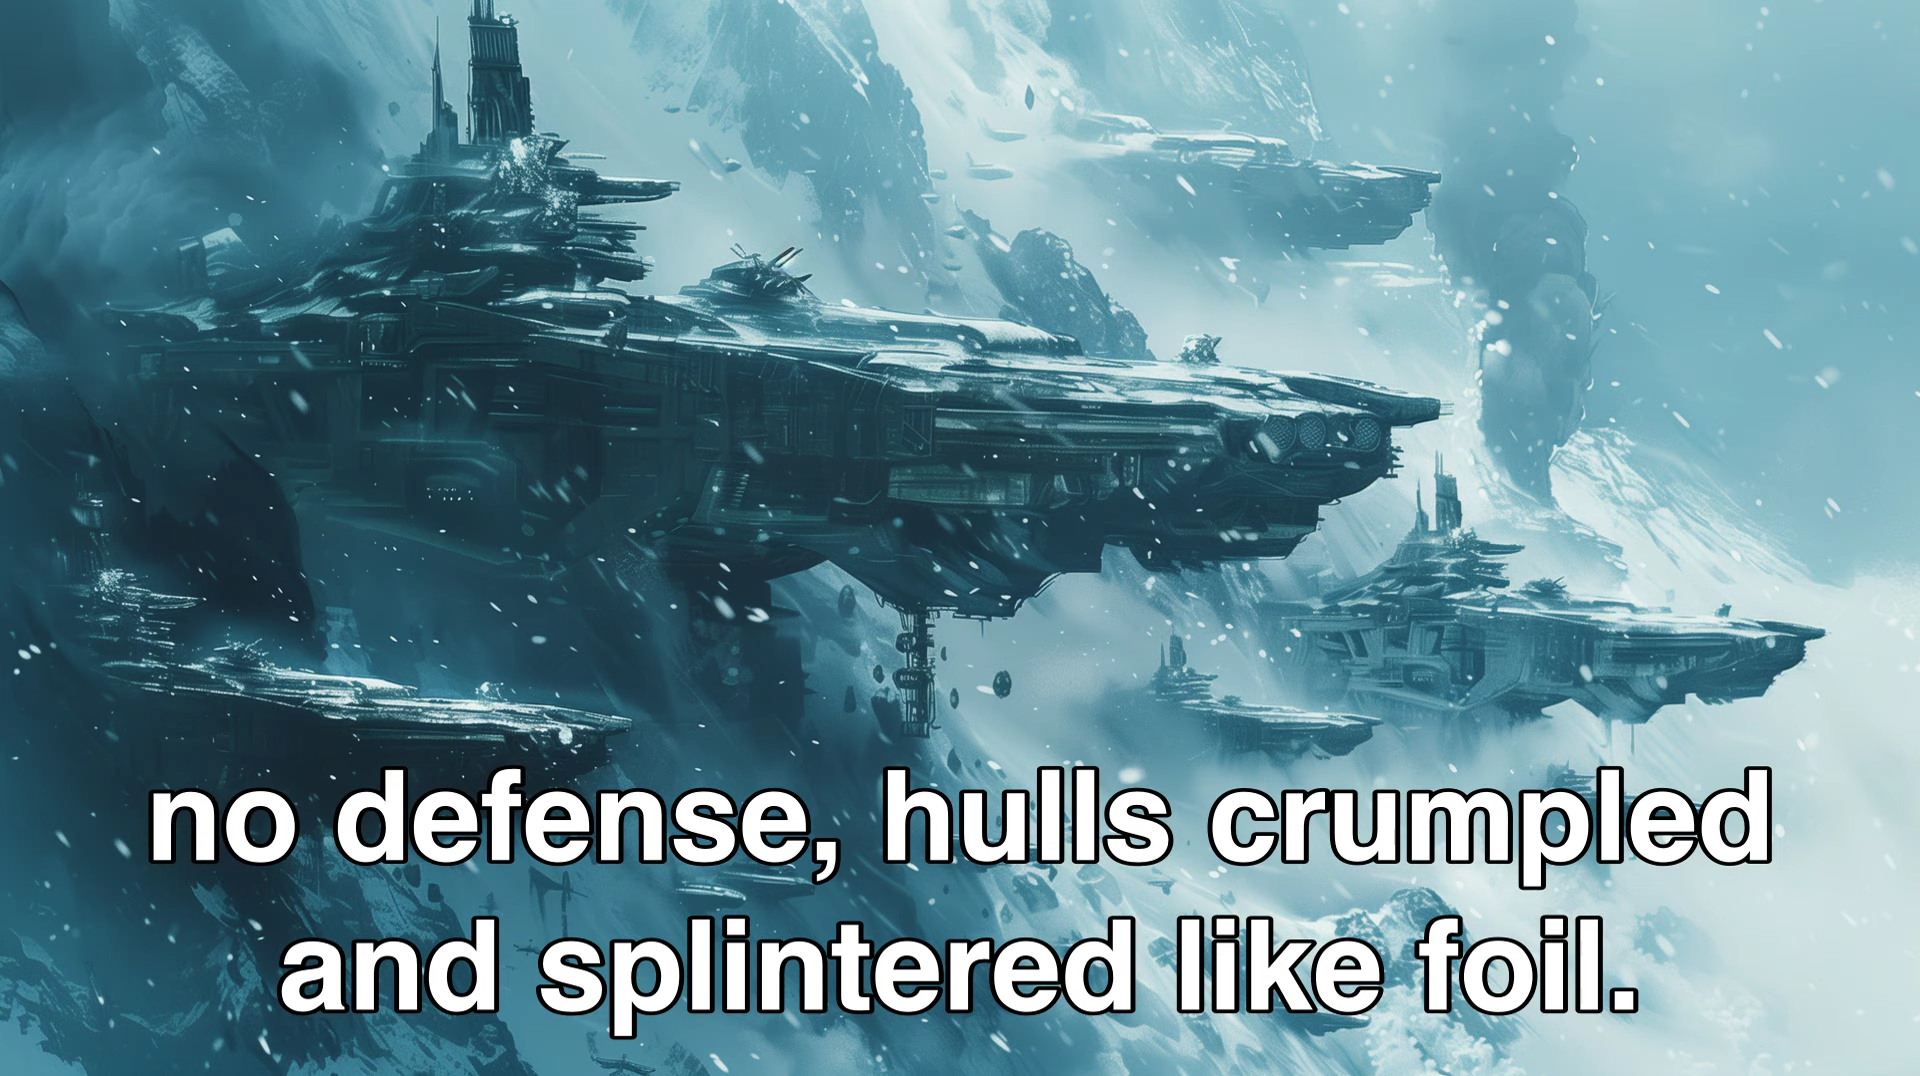 no defense, hulls crumpled
and splintered like foil.